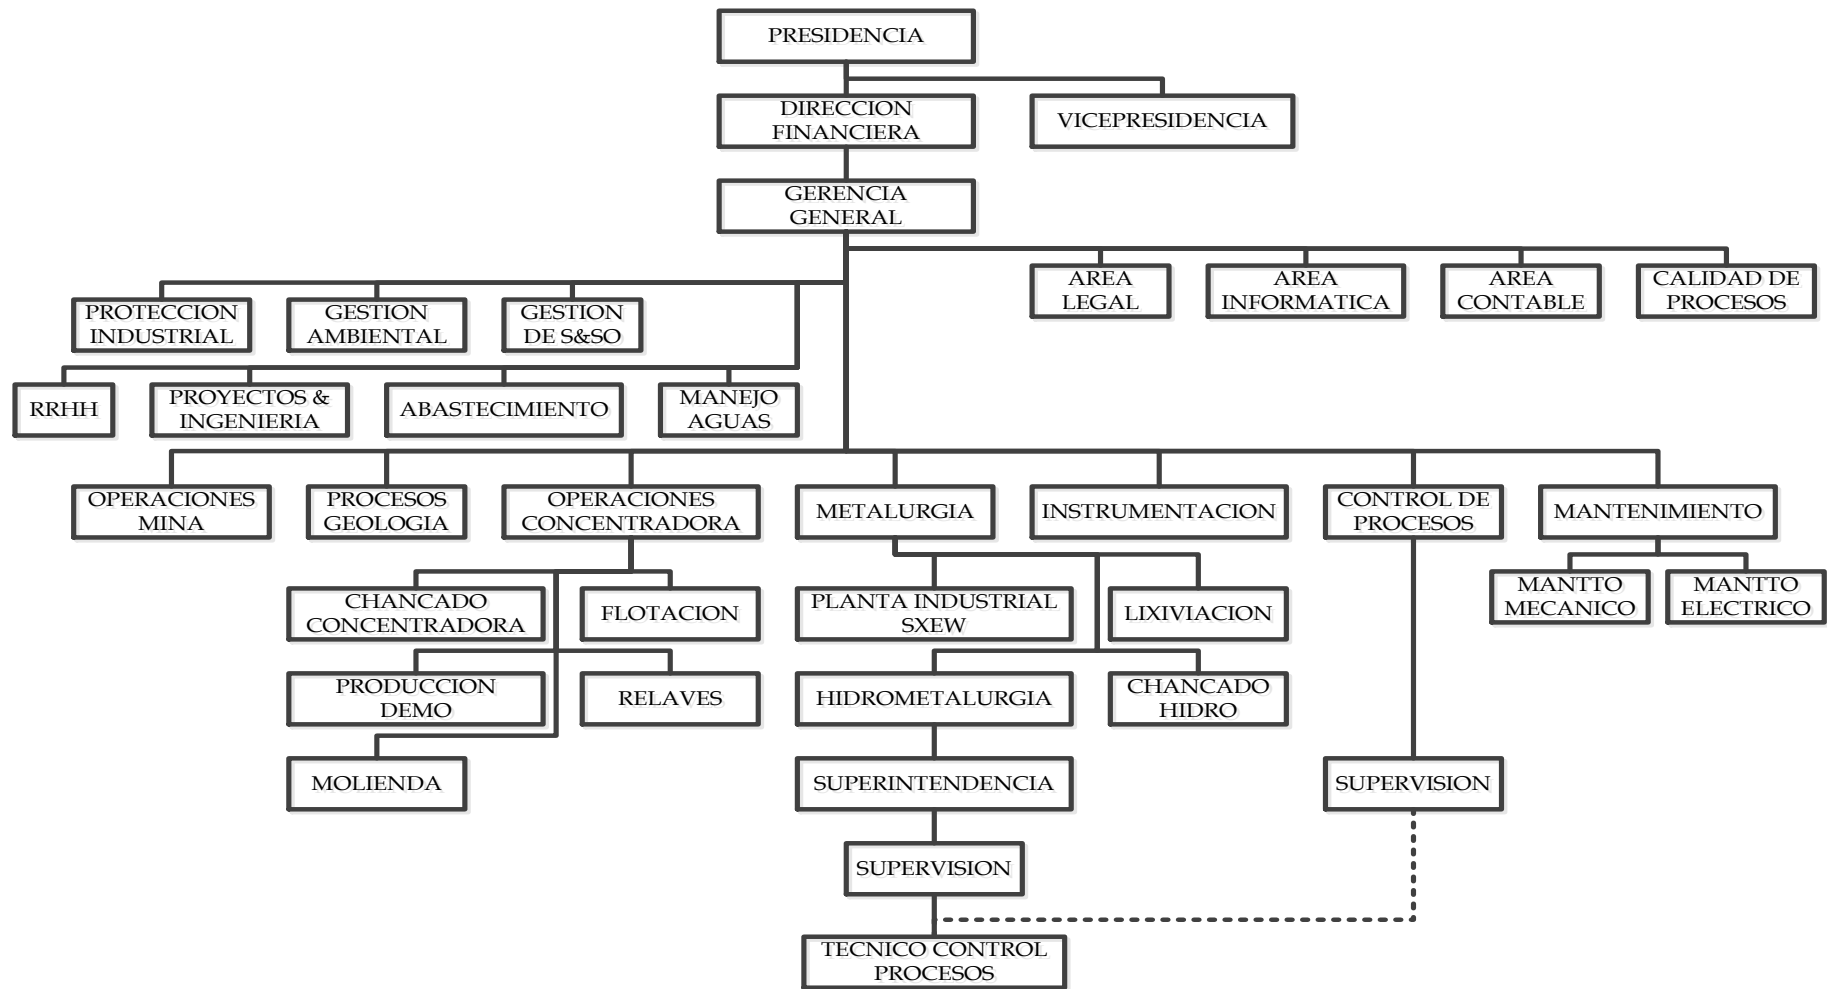 PRESIDENCIA
DIRECCION
FINANCIERA
VICEPRESIDENCIA
GERENCIA
GENERAL
AREA
LEGAL
AREA
INFORMATICA
AREA
CONTABLE
CALIDAD DE
PROCESOS
PROTECCION
INDUSTRIAL
GESTION
AMBIENTAL
GESTION
DE S&SO
RRHH
PROYECTOS &
INGENIERIA
ABASTECIMIENTO
MANEJO
AGUAS
OPERACIONES
MINA
PROCESOS
GEOLOGIA
OPERACIONES
CONCENTRADORA
METALURGIA
INSTRUMENTACION
CONTROL DE
PROCESOS
MANTENIMIENTO
CHANCADO
CONCENTRADORA
FLOTACION
PLANTA INDUSTRIAL
SXEW
LIXIVIACION
MANTTO
MECANICO
MANTTO
ELECTRICO
PRODUCCION
DEMO
RELAVES
HIDROMETALURGIA
CHANCADO
HIDRO
MOLIENDA
SUPERINTENDENCIA
SUPERVISION
SUPERVISION
TECNICO CONTROL
PROCESOS